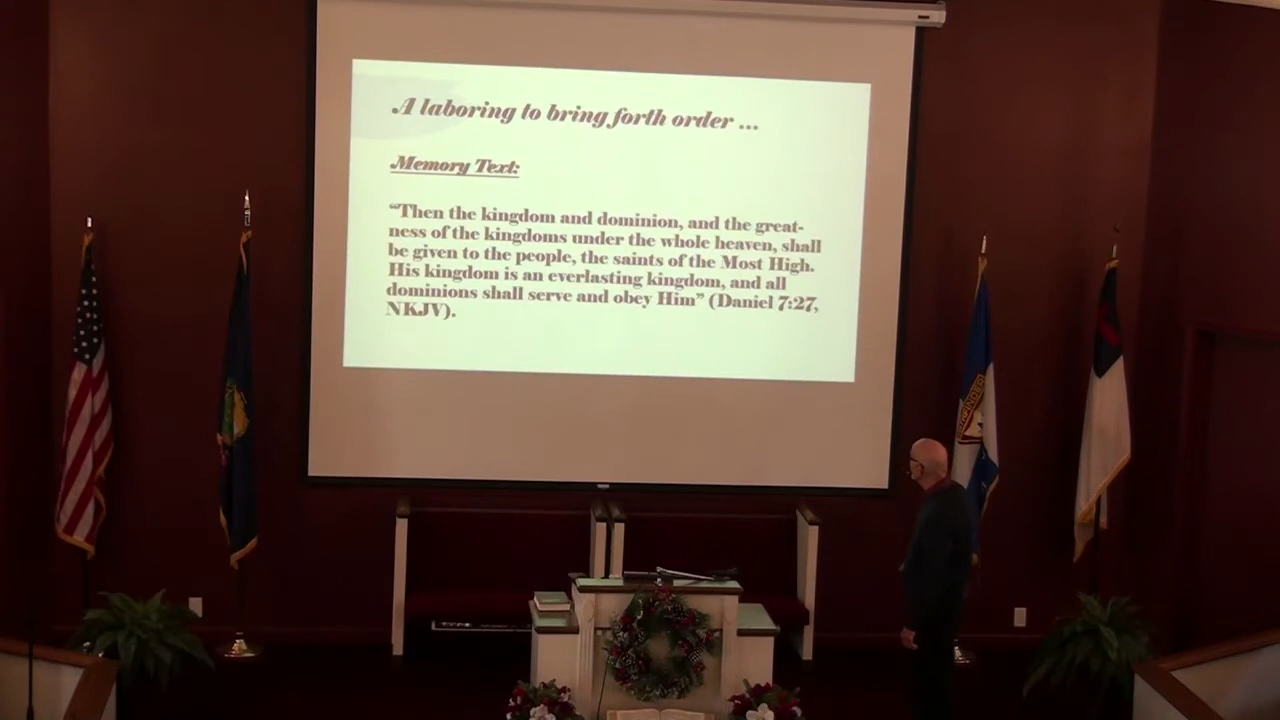 A laboring to bring forth order ...
Memory Text:
“Then the kingdom and dominion, and the great-
ness of the kingdoms under the whole heaven, shall
be given to the people, the saints of the Most High.
His kingdom is an everlasting kingdom, and all
dominions shall serve and obey Him” (Daniel 7:27,
NKJV).